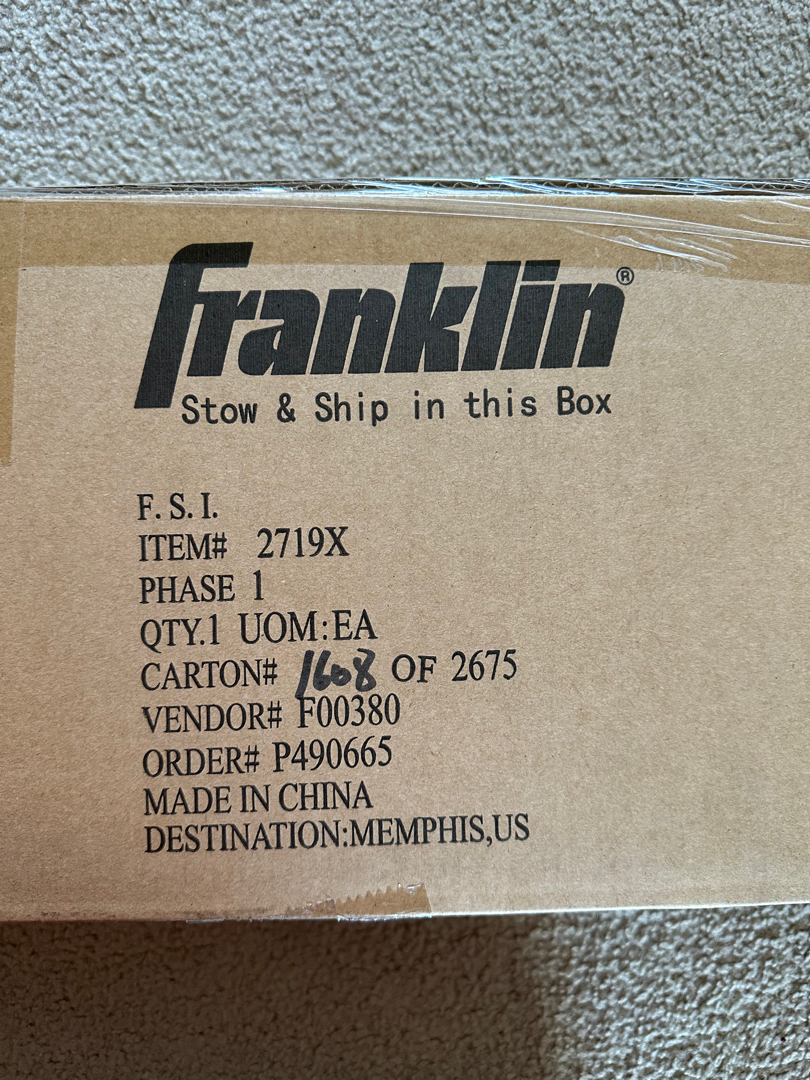 Franklin®
Stow & Ship in this Box
F. S. I.
ITEM# 2719X
PHASE 1
QTY.1 UOM:EA
CARTON# 1608 OF 2675
VENDOR# F00380
ORDER# P490665
MADE IN CHINA
DESTINATION:MEMPHIS,US